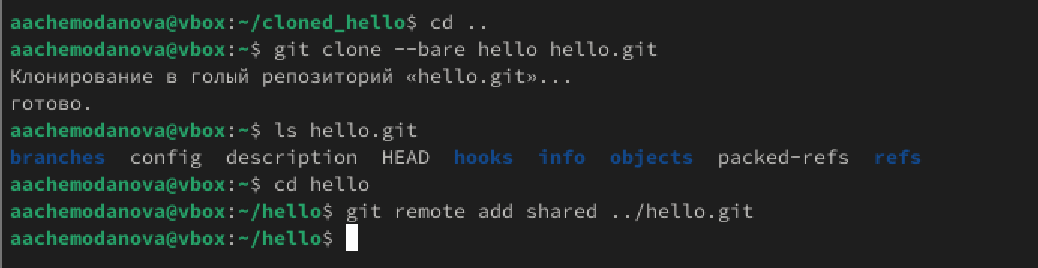 aachemodanova@vbox:~/cloned_hello$ cd ..
aachemodanova@vbox:~$ git clone --bare hello hello.git
Клонирование в голый репозиторий «hello.git»...
готово.
aachemodanova@vbox:~$ ls hello.git
branches  config  description  HEAD  hooks  info  objects  packed-refs  refs
aachemodanova@vbox:~$ cd hello
aachemodanova@vbox:~/hello$ git remote add shared ../hello.git
aachemodanova@vbox:~/hello$